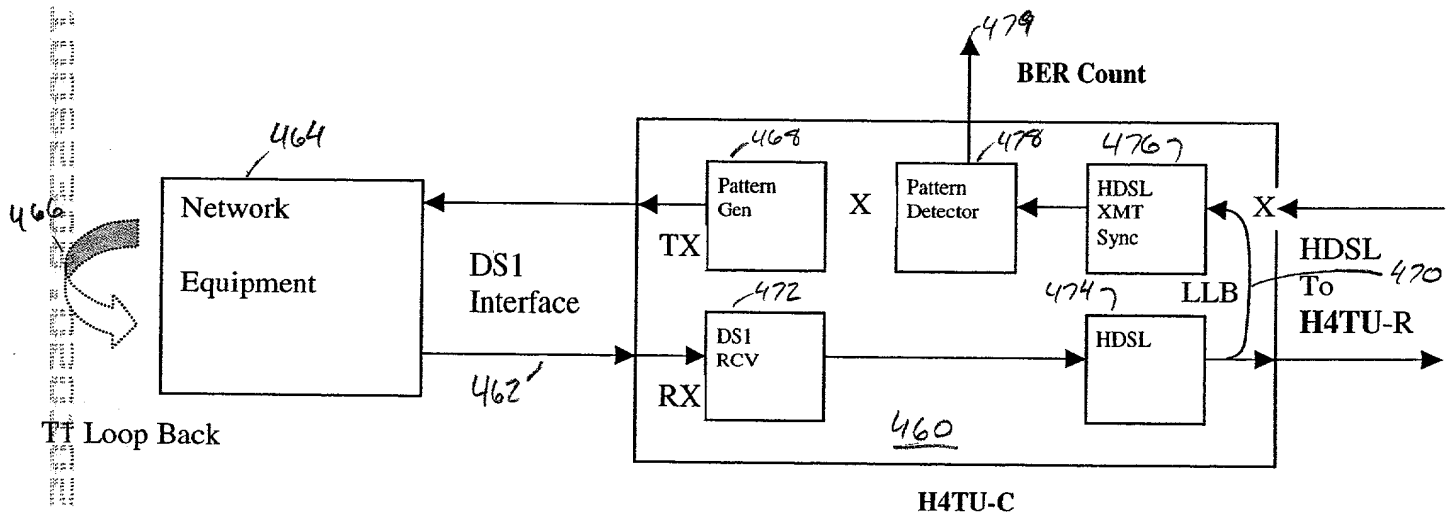 479
BER Count
464
468
478
476
466
Network
Equipment
Pattern
Gen
TX
X
Pattern
Detector
HDSL
XMT
Sync
X
DS1
Interface
472
474
LLB
HDSL
To
H4TU-R
470
DS1
RCV
RX
HDSL
462
460
T1 Loop Back
H4TU-C